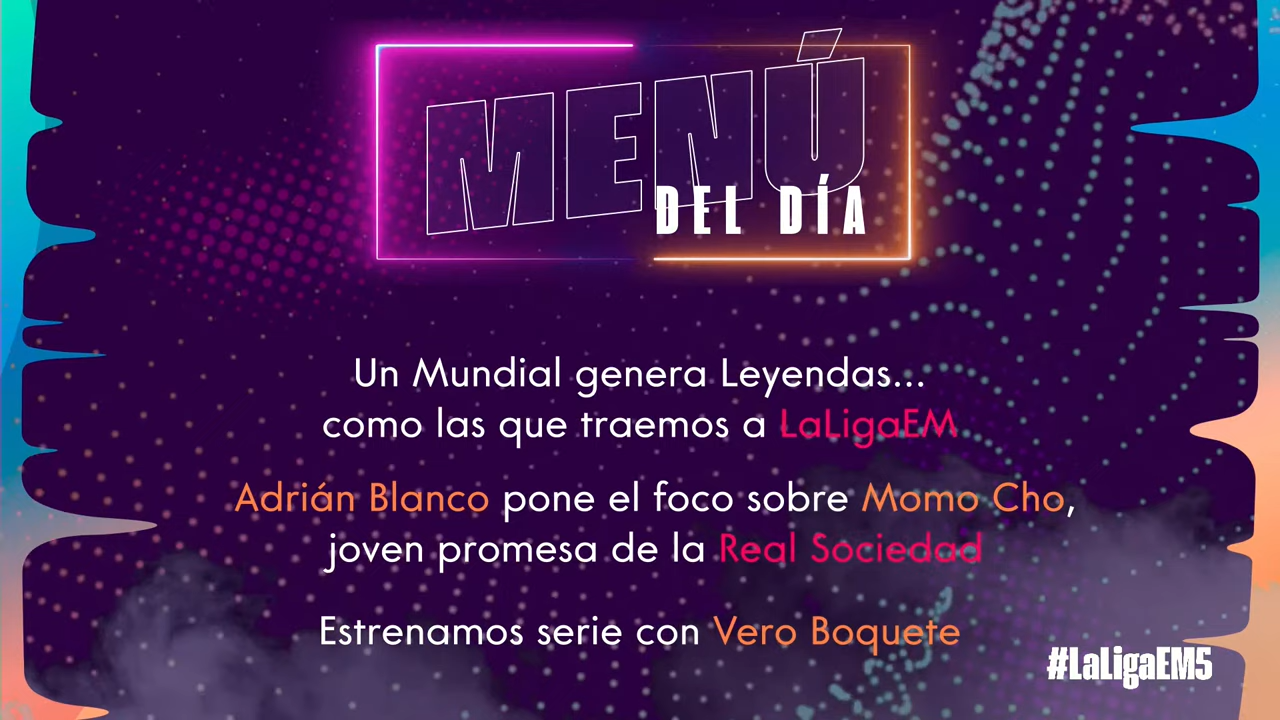 MENÚ
DEL DÍA
Un Mundial genera Leyendas...
como las que traemos a LaLigaEM
Adrián Blanco pone el foco sobre Momo Cho,
joven promesa de la Real Sociedad
Estrenamos serie con Vero Boquete
#LaLigaEM5